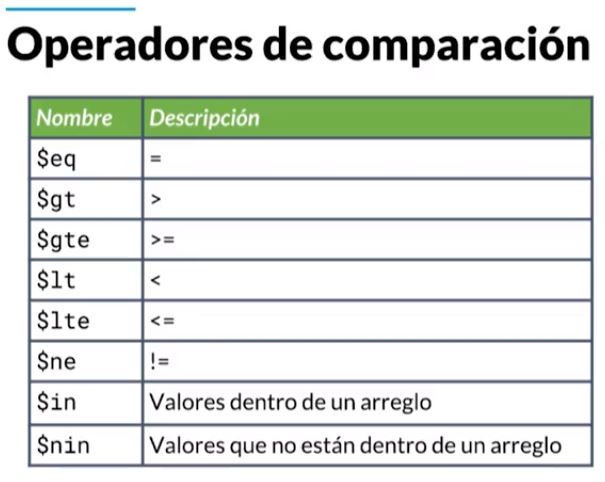 Operadores de comparación
Nombre Descripción
$eq =
$gt >
$gte >=
$lt <
$lte <=
$ne !=
$in Valores dentro de un arreglo
$nin Valores que no están dentro de un arreglo